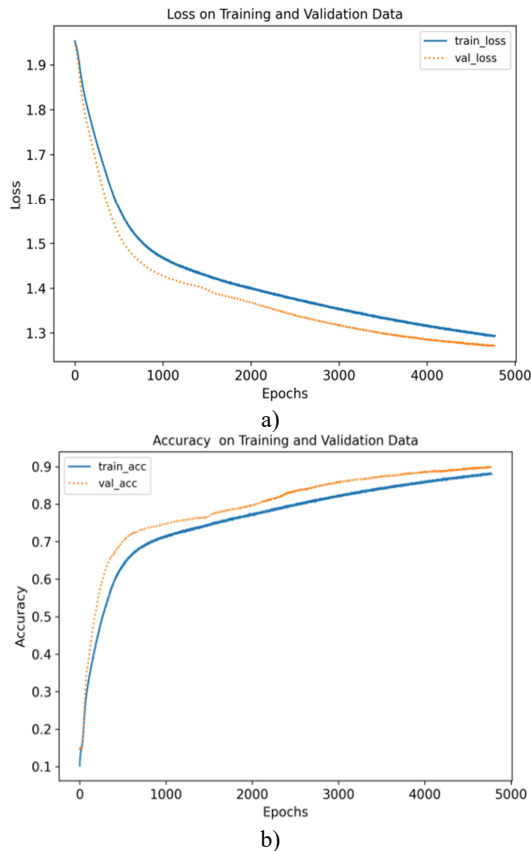 Loss on Training and Validation Data
train_loss
val_loss
1.9
1.8
1.7
1.6
1.5
1.4
1.3
Loss
0 1000 2000 3000 4000 5000
Epochs
a)
Accuracy on Training and Validation Data
train_acc
val_acc
0.9
0.8
0.7
0.6
0.5
0.4
0.3
0.2
0.1
Accuracy
0 1000 2000 3000 4000 5000
Epochs
b)